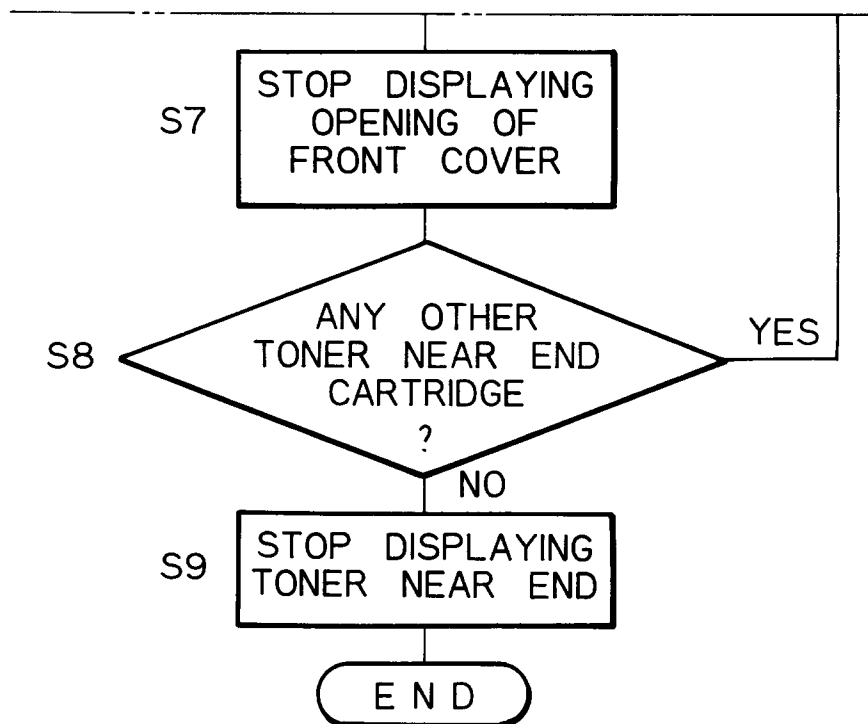 S7
STOP DISPLAYING
OPENING OF
FRONT COVER
S8
ANY OTHER
TONER NEAR END
CARTRIDGE
?
YES
NO
S9
STOP DISPLAYING
TONER NEAR END
END